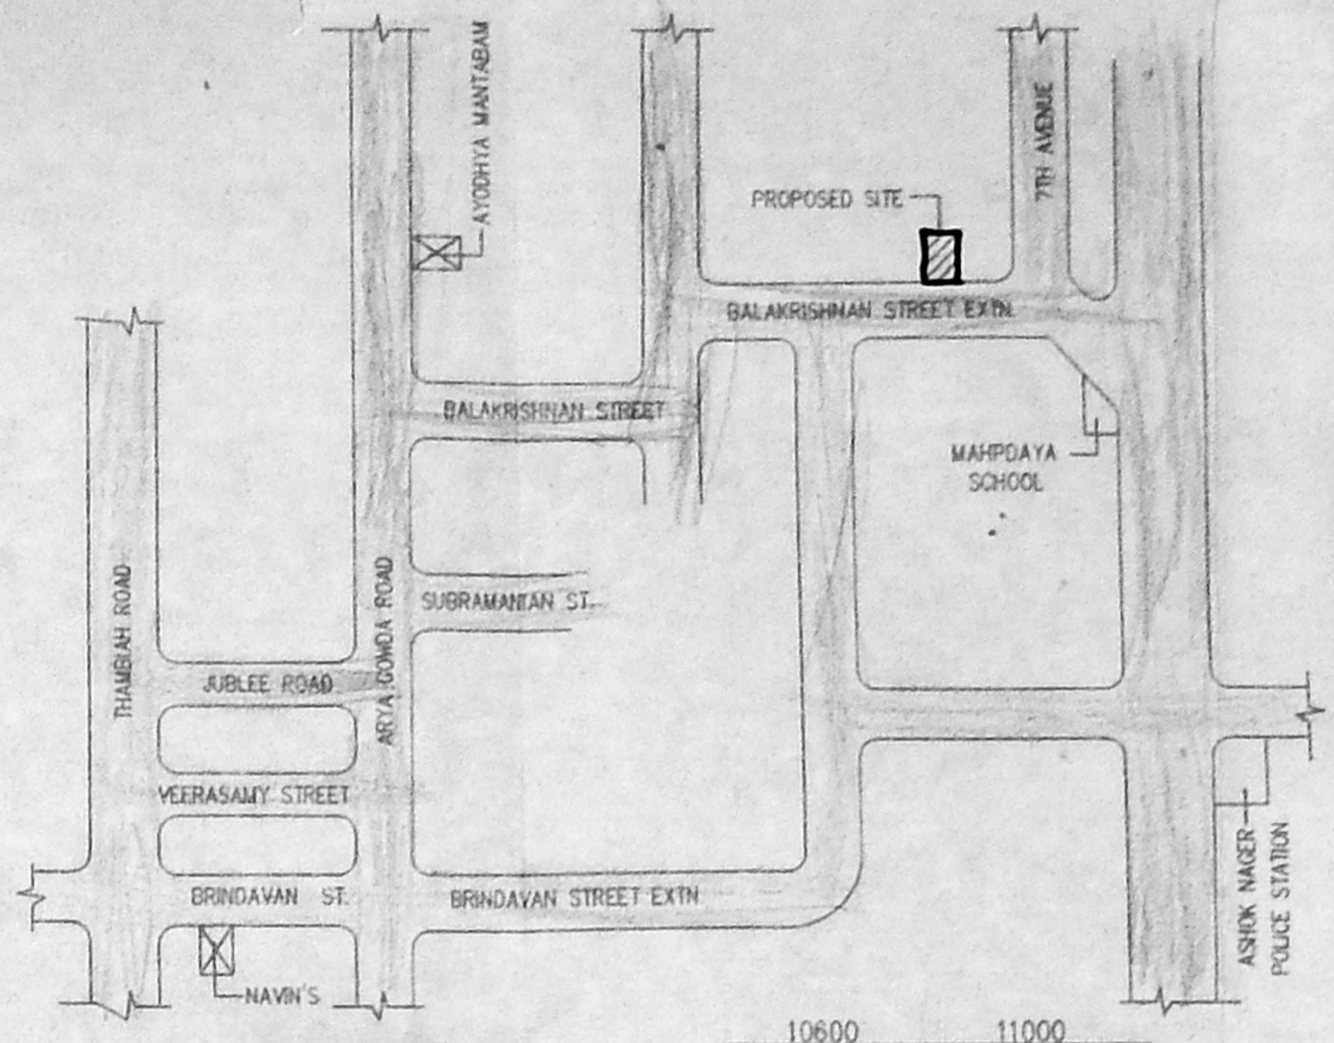 AYODHYA MANTABAM
7TH AVENUE
PROPOSED SITE
BALAKRISHNAN STREET EXTN.
BALAKRISHNAN STREET
MAHPDAYA
SCHOOL
THAMBIAH ROAD
ARYA GOWDA ROAD
SUBRAMANIAN ST.
JUBLEE ROAD
VEERASAMY STREET
BRINDAVAN ST.
BRINDAVAN STREET EXTN
ASHOK NAGER
POLICE STATION
NAVIN'S
10600 11000